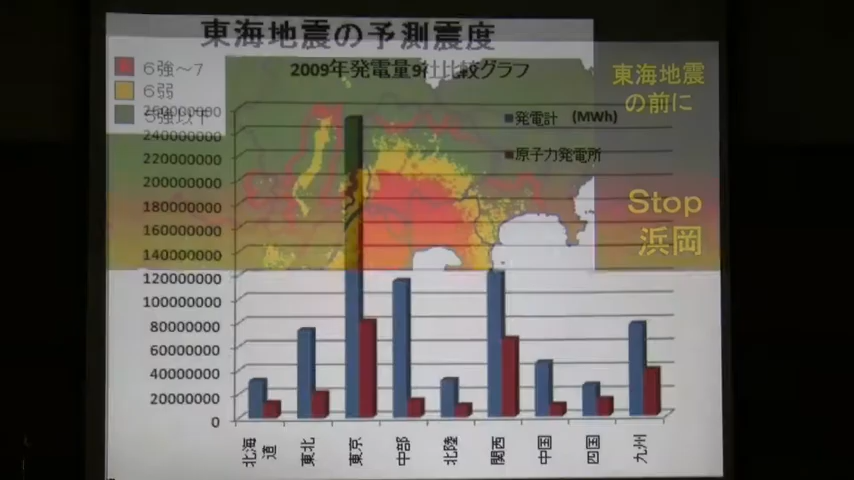 東海地震の予測震度
6強～7
6弱
5強以下
2009年発電量9社比較グラフ
東海地震
の前に
Stop
浜岡
発電計 (MWh)
原子力発電所
260000000
240000000
220000000
200000000
180000000
160000000
140000000
120000000
100000000
80000000
60000000
40000000
20000000
0
北海道
東北
東京
中部
北陸
関西
中国
四国
九州